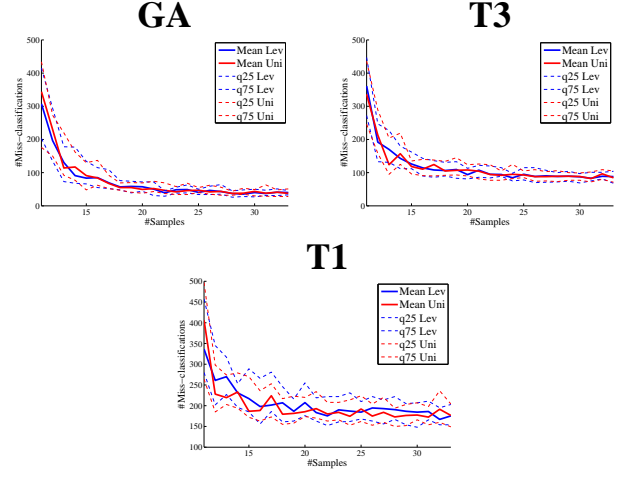 GA
T3
500
400
300
200
100
0
15
20
25
30
#Samples
#Miss−classifications
Mean Lev
Mean Uni
q25 Lev
q75 Lev
q25 Uni
q75 Uni
500
400
300
200
100
0
15
20
25
30
#Samples
#Miss−classifications
Mean Lev
Mean Uni
q25 Lev
q75 Lev
q25 Uni
q75 Uni
T1
500
450
400
350
300
250
200
150
100
15
20
25
30
#Samples
#Miss−classifications
Mean Lev
Mean Uni
q25 Lev
q75 Lev
q25 Uni
q75 Uni